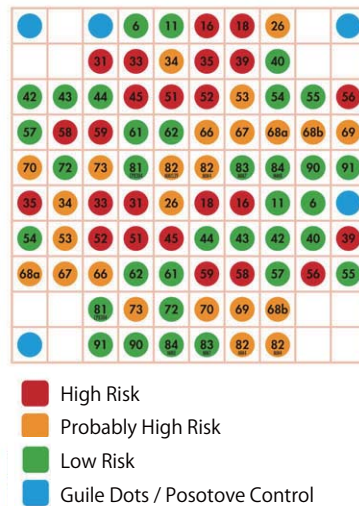 6 11 16 18 26
31 33 34 35 39 40
42 43 44 45 51 52 53 54 55 56
57 58 59 61 62 66 67 68a 68b 69
70 72 73 81 82 82 83 84 90 91
35 34 33 31 26 18 16 11 6
54 53 52 51 45 44 43 42 40 39
68a 67 66 62 61 59 58 57 56 55
81 73 72 70 69 68b
91 90 84 83 82 82
High Risk
Probably High Risk
Low Risk
Guile Dots / Posotove Control